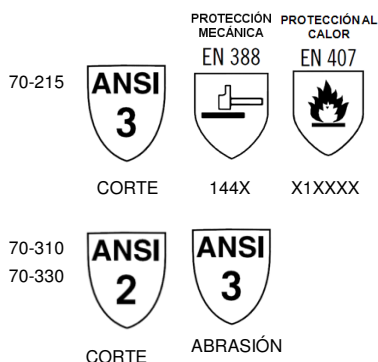 PROTECCIÓN MECÁNICA
PROTECCIÓN AL CALOR
EN 388
EN 407
70-215
ANSI
3
CORTE
144X
X1XXXX
70-310
70-330
ANSI
2
CORTE
ANSI
3
ABRASIÓN